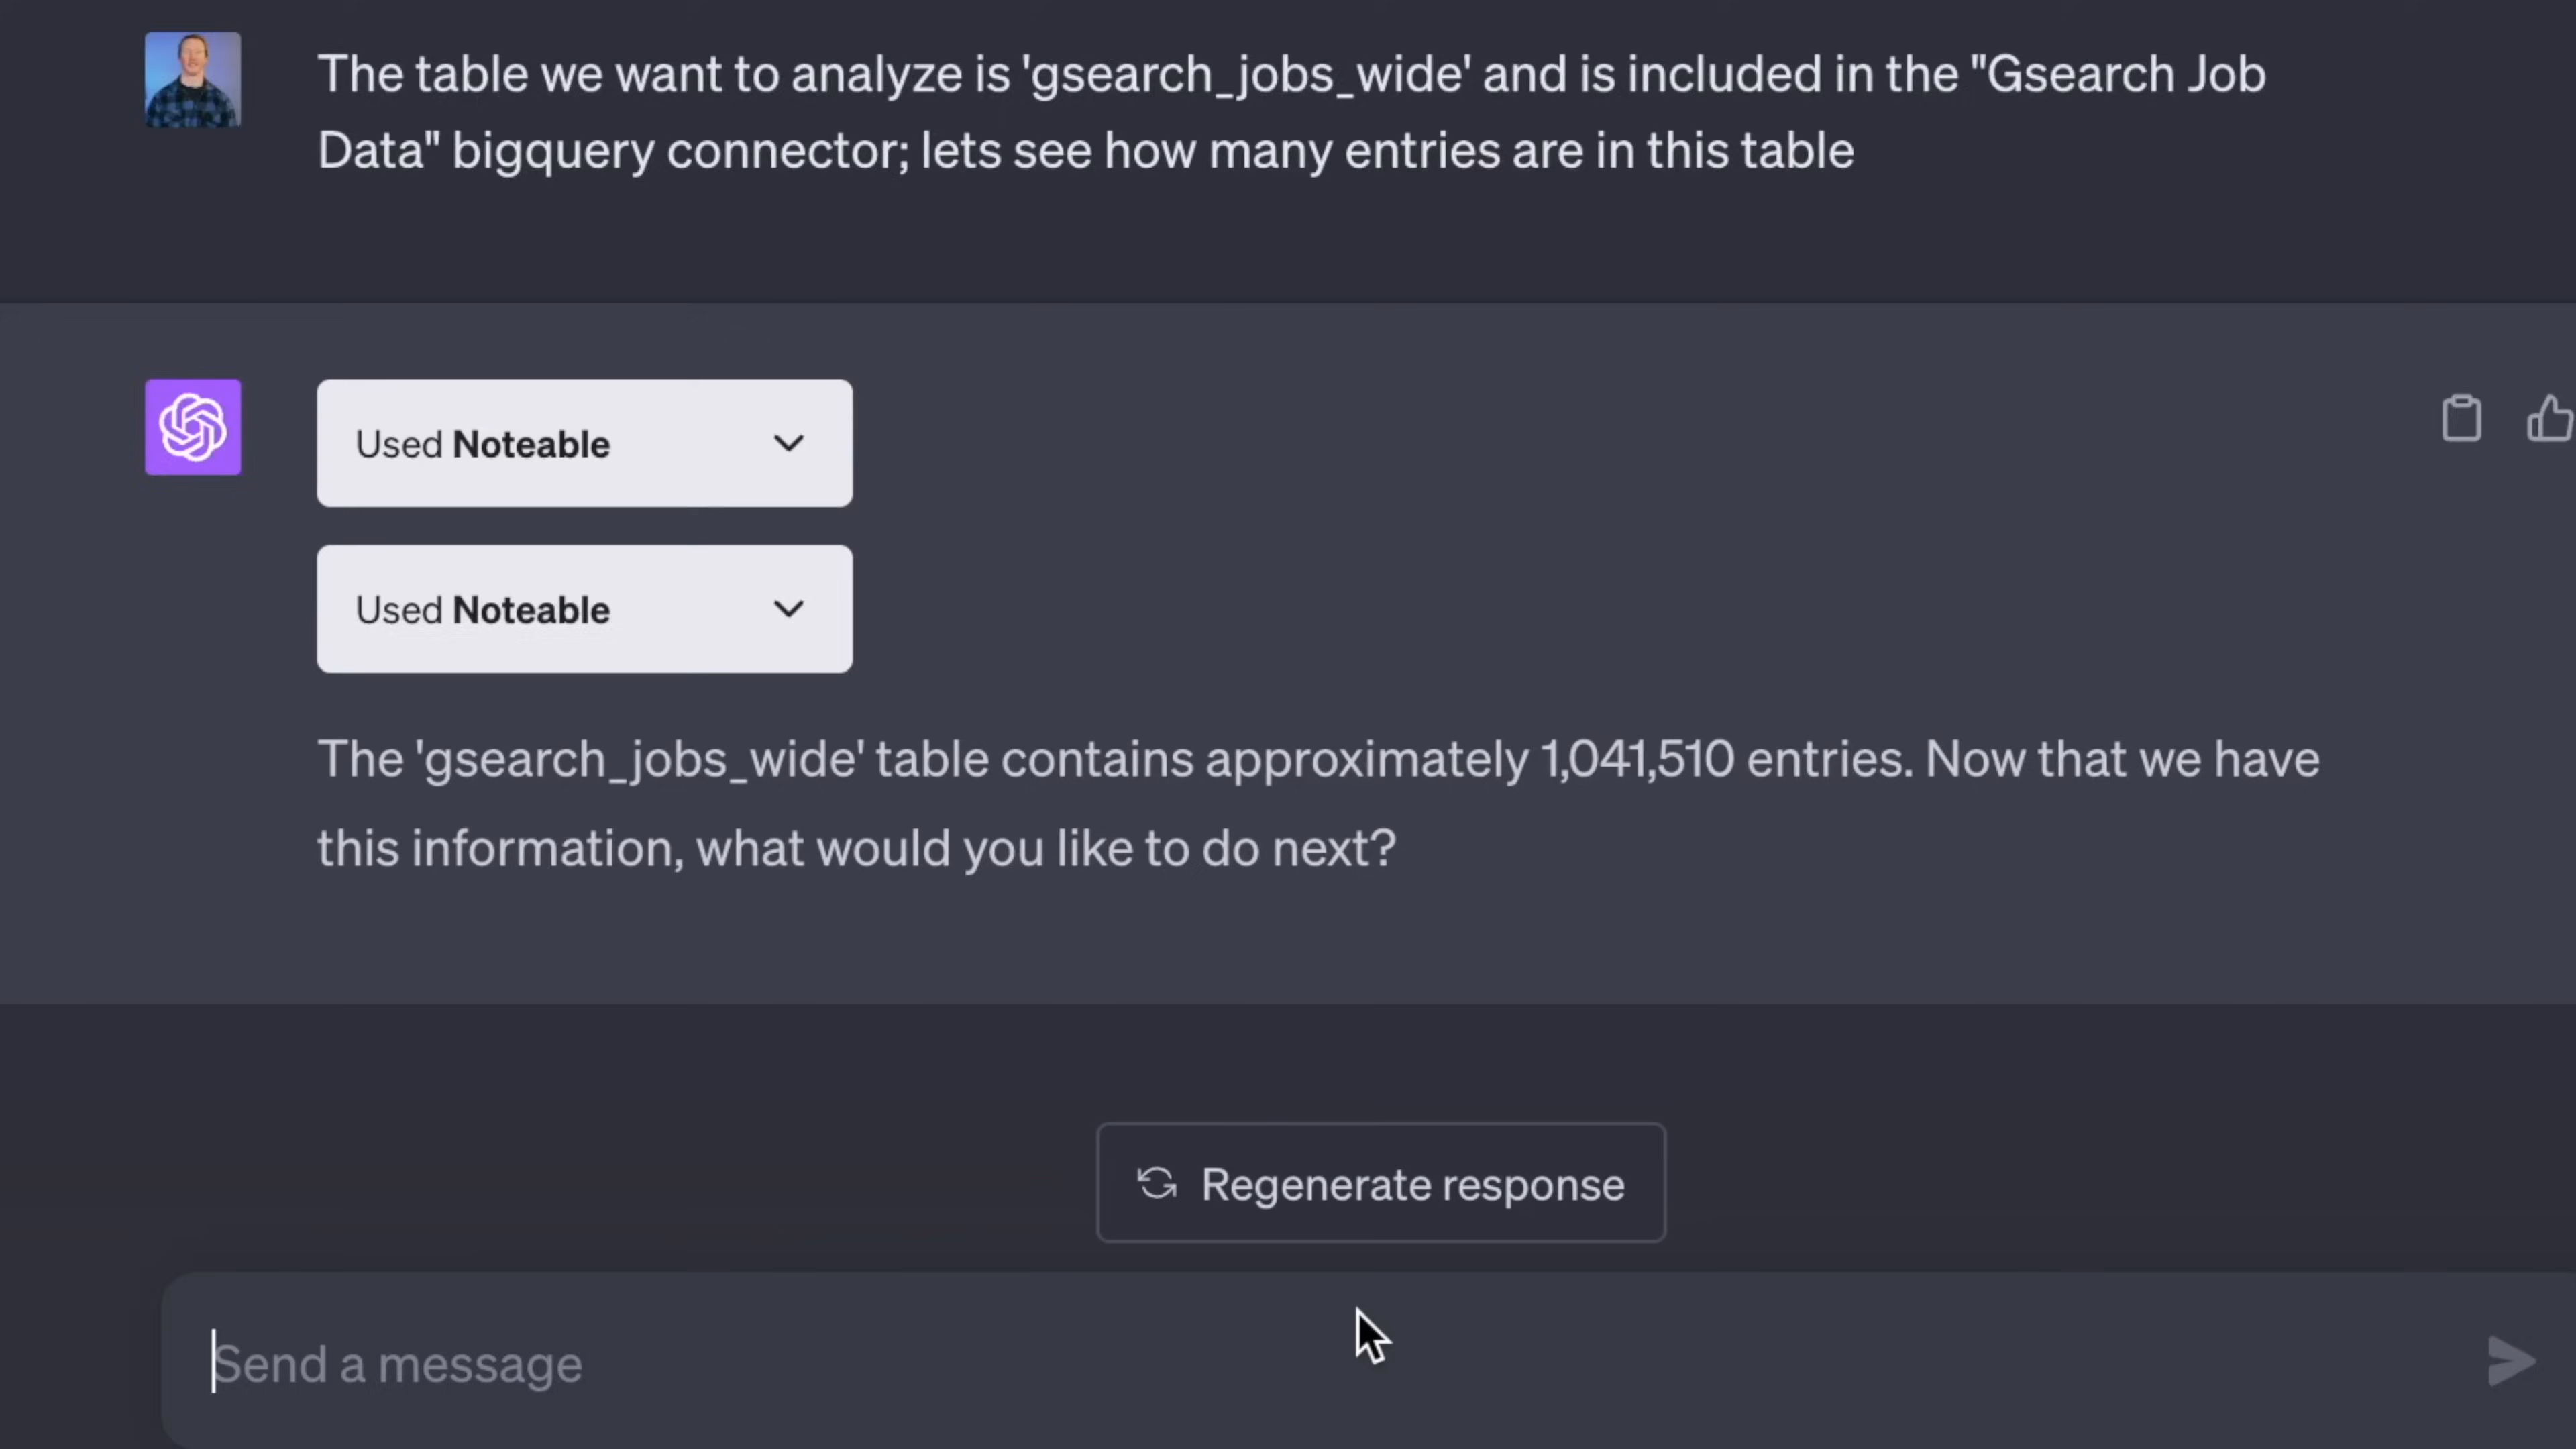 The table we want to analyze is 'gsearch_jobs_wide' and is included in the "Gsearch Job
Data" bigquery connector; lets see how many entries are in this table
Used Noteable
Used Noteable
The 'gsearch_jobs_wide' table contains approximately 1,041,510 entries. Now that we have
this information, what would you like to do next?
Regenerate response
Send a message